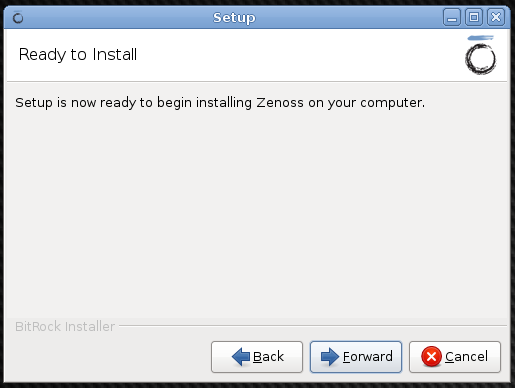 Setup
Ready to Install
Setup is now ready to begin installing Zenoss on your computer.
BitRock Installer
Back
Forward
Cancel